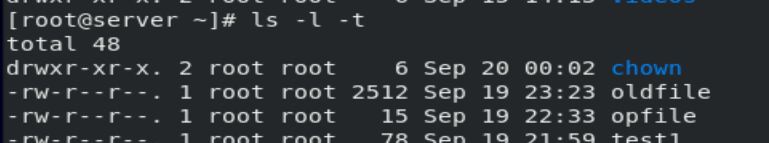 [root@server ~]# ls -l -t
total 48
drwxr-xr-x. 2 root root    6 Sep 20 00:02 chown
-rw-r--r--. 1 root root 2512 Sep 19 23:23 oldfile
-rw-r--r--. 1 root root   15 Sep 19 22:33 opfile
-rw-r--r--. 1 root root   78 Sep 19 21:59 test1